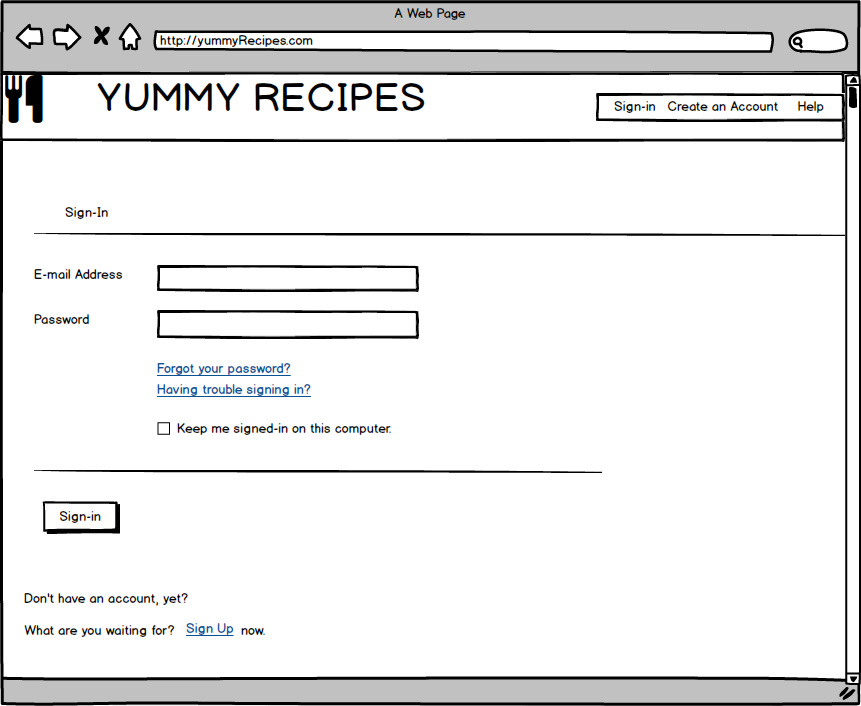 A Web Page
http://yummyRecipes.com
YUMMY RECIPES
Sign-in Create an Account Help
Sign-In
E-mail Address
Password
Forgot your password?
Having trouble signing in?
Keep me signed-in on this computer.
Sign-in
Don't have an account, yet?
What are you waiting for? Sign Up now.